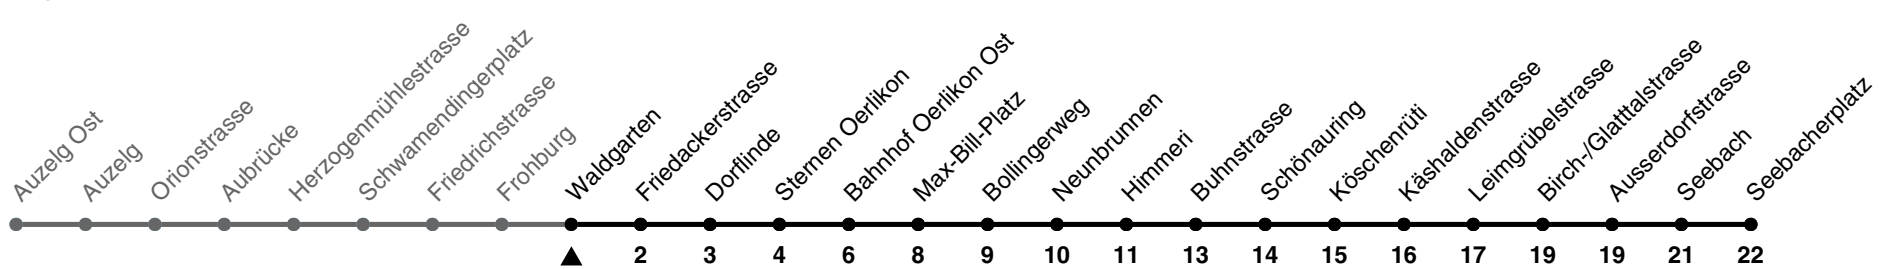 Auzelg Ost
Auzelg
Orionstrasse
Aubrücke
Herzogenmühlestrasse
Schwamendingerplatz
Friedrichstrasse
Frohburg
Waldgarten
Friedackerstrasse
Dorflinde
Sternen Oerlikon
Bahnhof Oerlikon Ost
Max-Bill-Platz
Bollingerweg
Neunbrunnen
Himmeri
Buhnstrasse
Schönauring
Köschenrüti
Käshaldenstrasse
Leimgrübelstrasse
Birch-/Glatttalstrasse
Ausserdorfstrasse
Seebach
Seebacherplatz
2 3 4 6 8 9 10 11 13 14 15 16 17 19 19 21 22